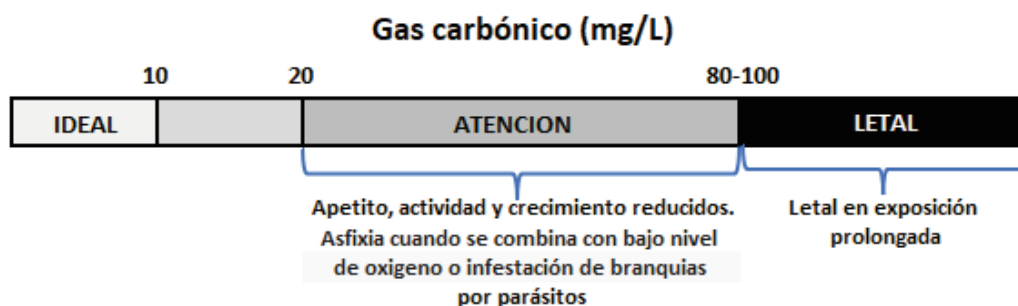 Gas carbónico (mg/L)
10 20 80-100
IDEAL ATENCION LETAL
Apetito, actividad y crecimiento reducidos.
Asfixia cuando se combina con bajo nivel
de oxigeno o infestación de branquias
por parásitos
Letal en exposición
prolongada